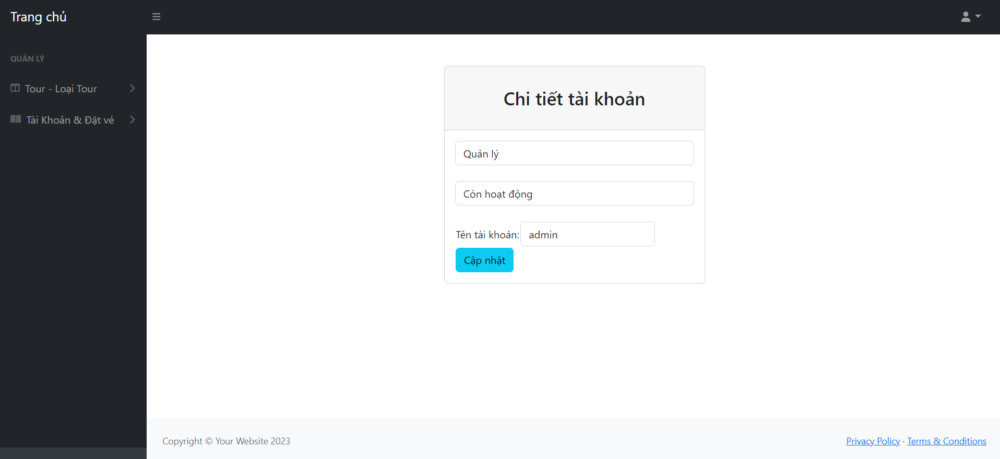 Trang chủ
QUẢN LÝ
Tour - Loại Tour
Tài Khoản & Đặt vé
Chi tiết tài khoản
Quản lý
Còn hoạt động
Tên tài khoản: admin
Cập nhật
Copyright © Your Website 2023
Privacy Policy · Terms & Conditions